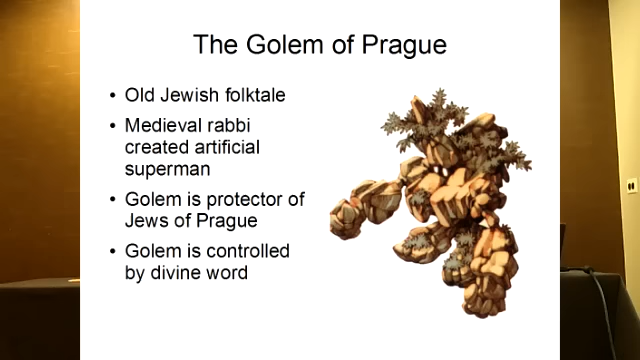 The Golem of Prague
• Old Jewish folktale
• Medieval rabbi
created artificial
superman
• Golem is protector of
Jews of Prague
• Golem is controlled
by divine word